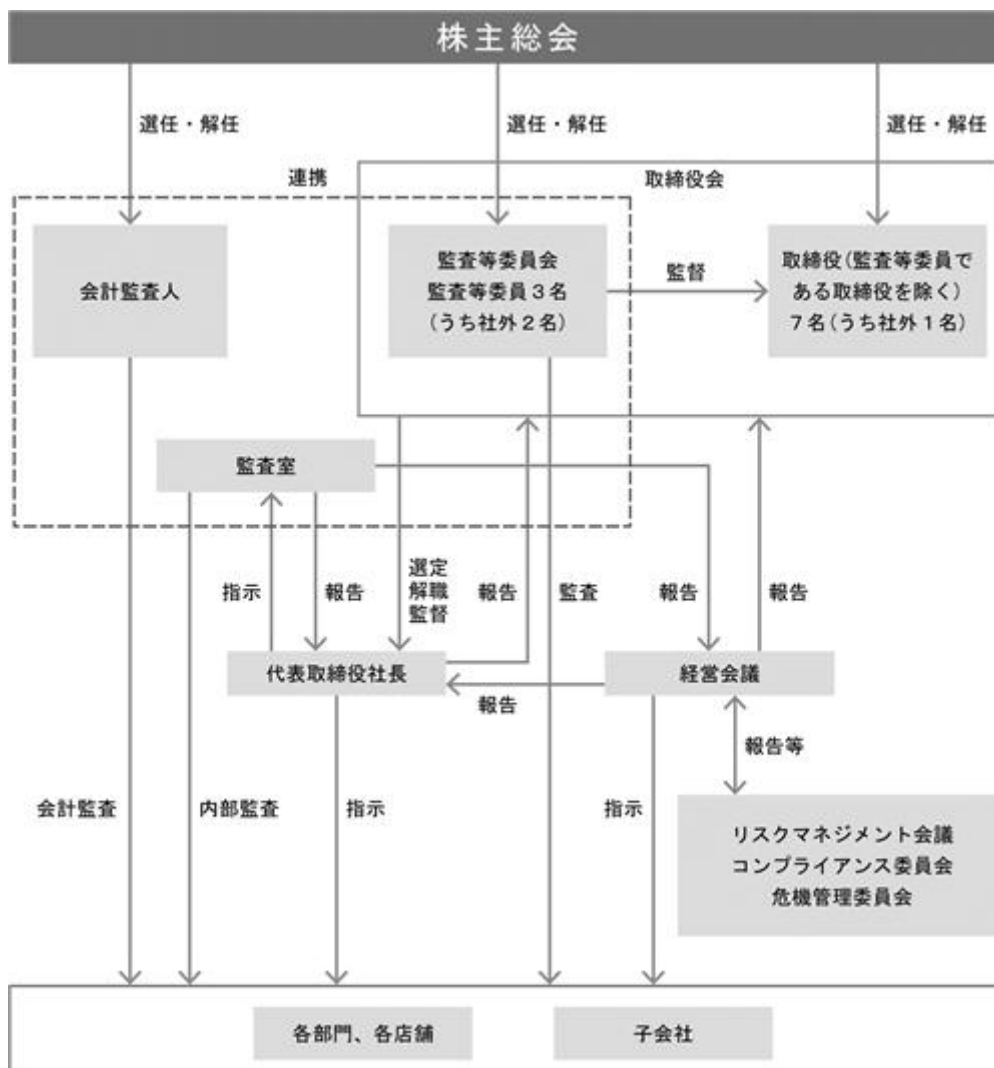 株主総会
選任・解任
選任・解任
選任・解任
連携
取締役会
会計監査人
監査等委員会
監査等委員3名
(うち社外2名)
監督
取締役(監査等委員で
ある取締役を除く)
7名(うち社外1名)
監査室
指示
報告
選定
解職
監督
報告
監査
報告
報告
代表取締役社長
経営会議
報告
報告等
会計監査
内部監査
指示
指示
リスクマネジメント会議
コンプライアンス委員会
危機管理委員会
各部門、各店舗
子会社